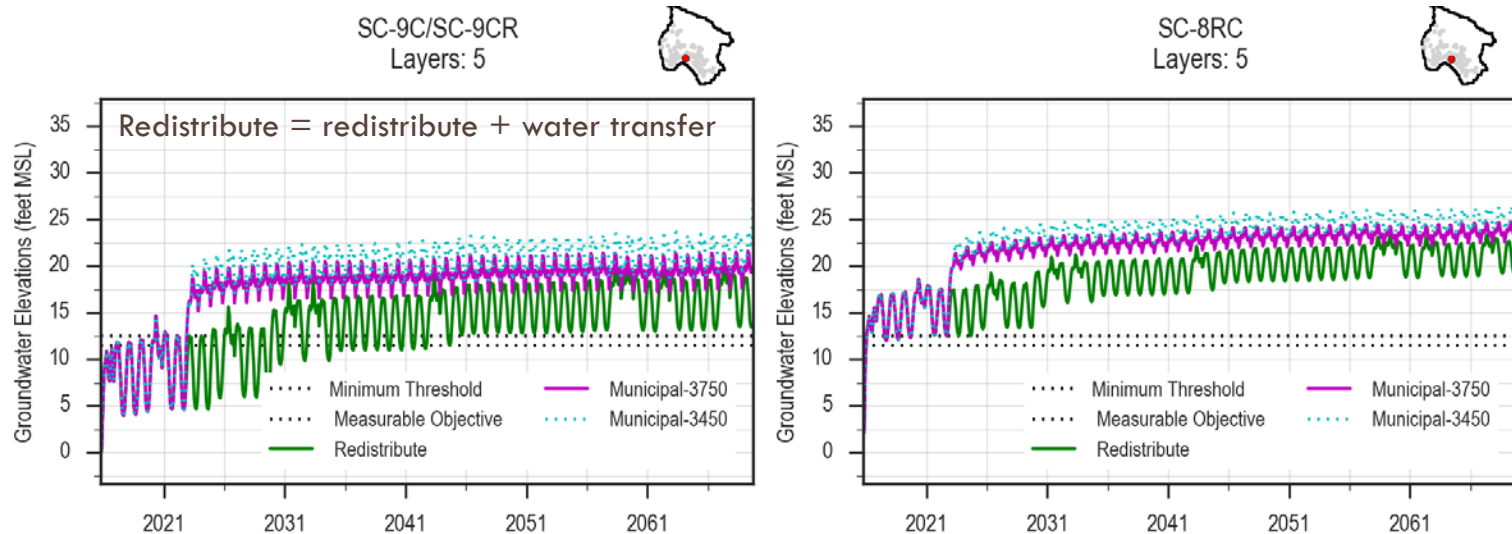 SC-9C/SC-9CR
Layers: 5
Redistribute = redistribute + water transfer
Groundwater Elevations (feet MSL)
35
30
25
20
15
10
5
0
Minimum Threshold
Measurable Objective
Redistribute
Municipal-3750
Municipal-3450
2021 2031 2041 2051 2061
SC-8RC
Layers: 5
Groundwater Elevations (feet MSL)
35
30
25
20
15
10
5
0
Minimum Threshold
Measurable Objective
Redistribute
Municipal-3750
Municipal-3450
2021 2031 2041 2051 2061